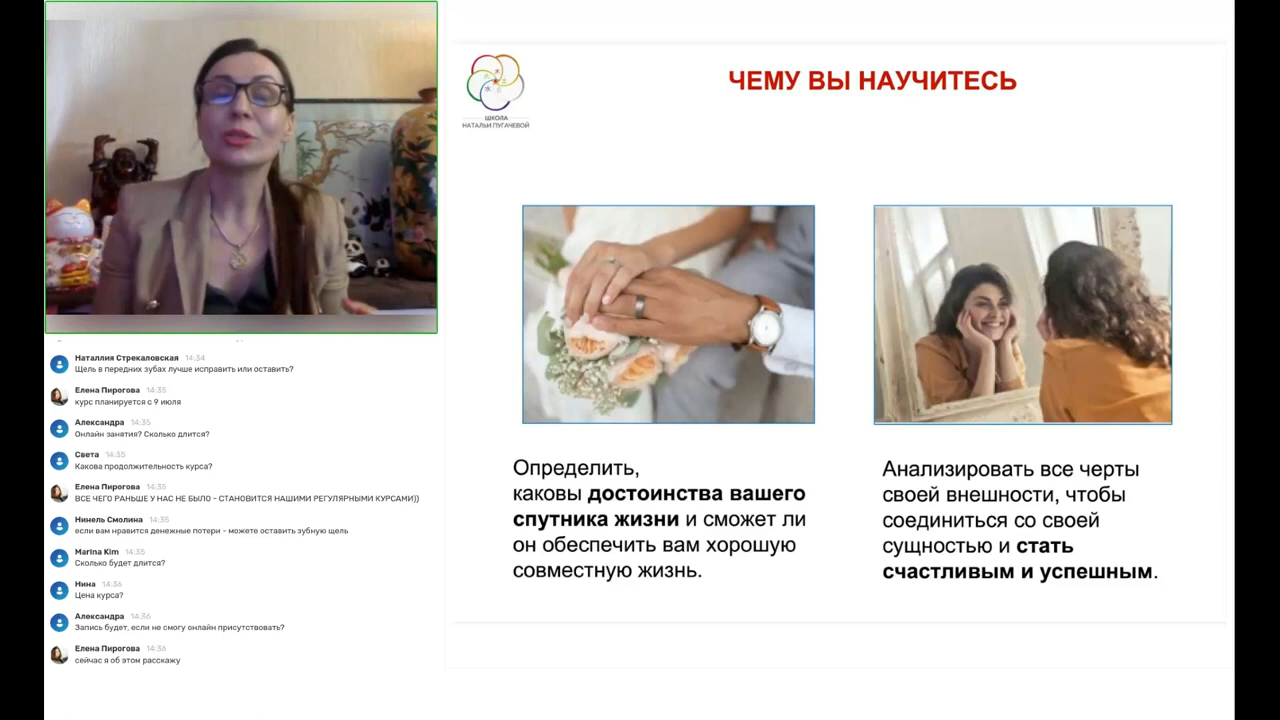 ШКОЛА
НАТАЛЬИ ПУГАЧЕВОЙ
ЧЕМУ ВЫ НАУЧИТЕСЬ
Определить,
каковы достоинства вашего
спутника жизни и сможет ли
он обеспечить вам хорошую
совместную жизнь.
Анализировать все черты
своей внешности, чтобы
соединиться со своей
сущностью и стать
счастливым и успешным.
Наталлия Стрекаловская 14:34
Щель в передних зубах лучше исправить или оставить?
Елена Пирогова 14:35
курс планируется с 9 июля
Александра 14:35
Онлайн занятия? Сколько длится?
Света 14:35
Какова продолжительность курса?
Елена Пирогова 14:35
ВСЕ ЧЕГО РАНЬШЕ У НАС НЕ БЫЛО - СТАНОВИТСЯ НАШИМИ РЕГУЛЯРНЫМИ КУРСАМИ))
Нинель Смолина 14:35
если вам нравится денежные потери - можете оставить зубную щель
Marina Kim 14:35
Сколько будет длится?
Нина 14:36
Цена курса?
Александра 14:36
Запись будет, если не смогу онлайн присутствовать?
Елена Пирогова 14:36
сейчас я об этом расскажу